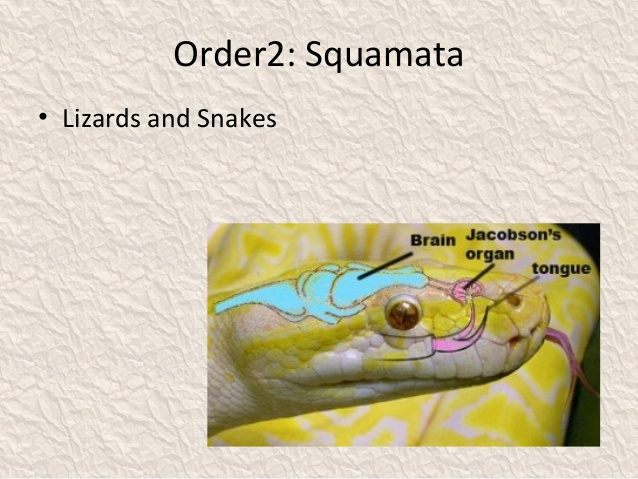 Order2: Squamata
• Lizards and Snakes
Brain
Jacobson's
organ
tongue